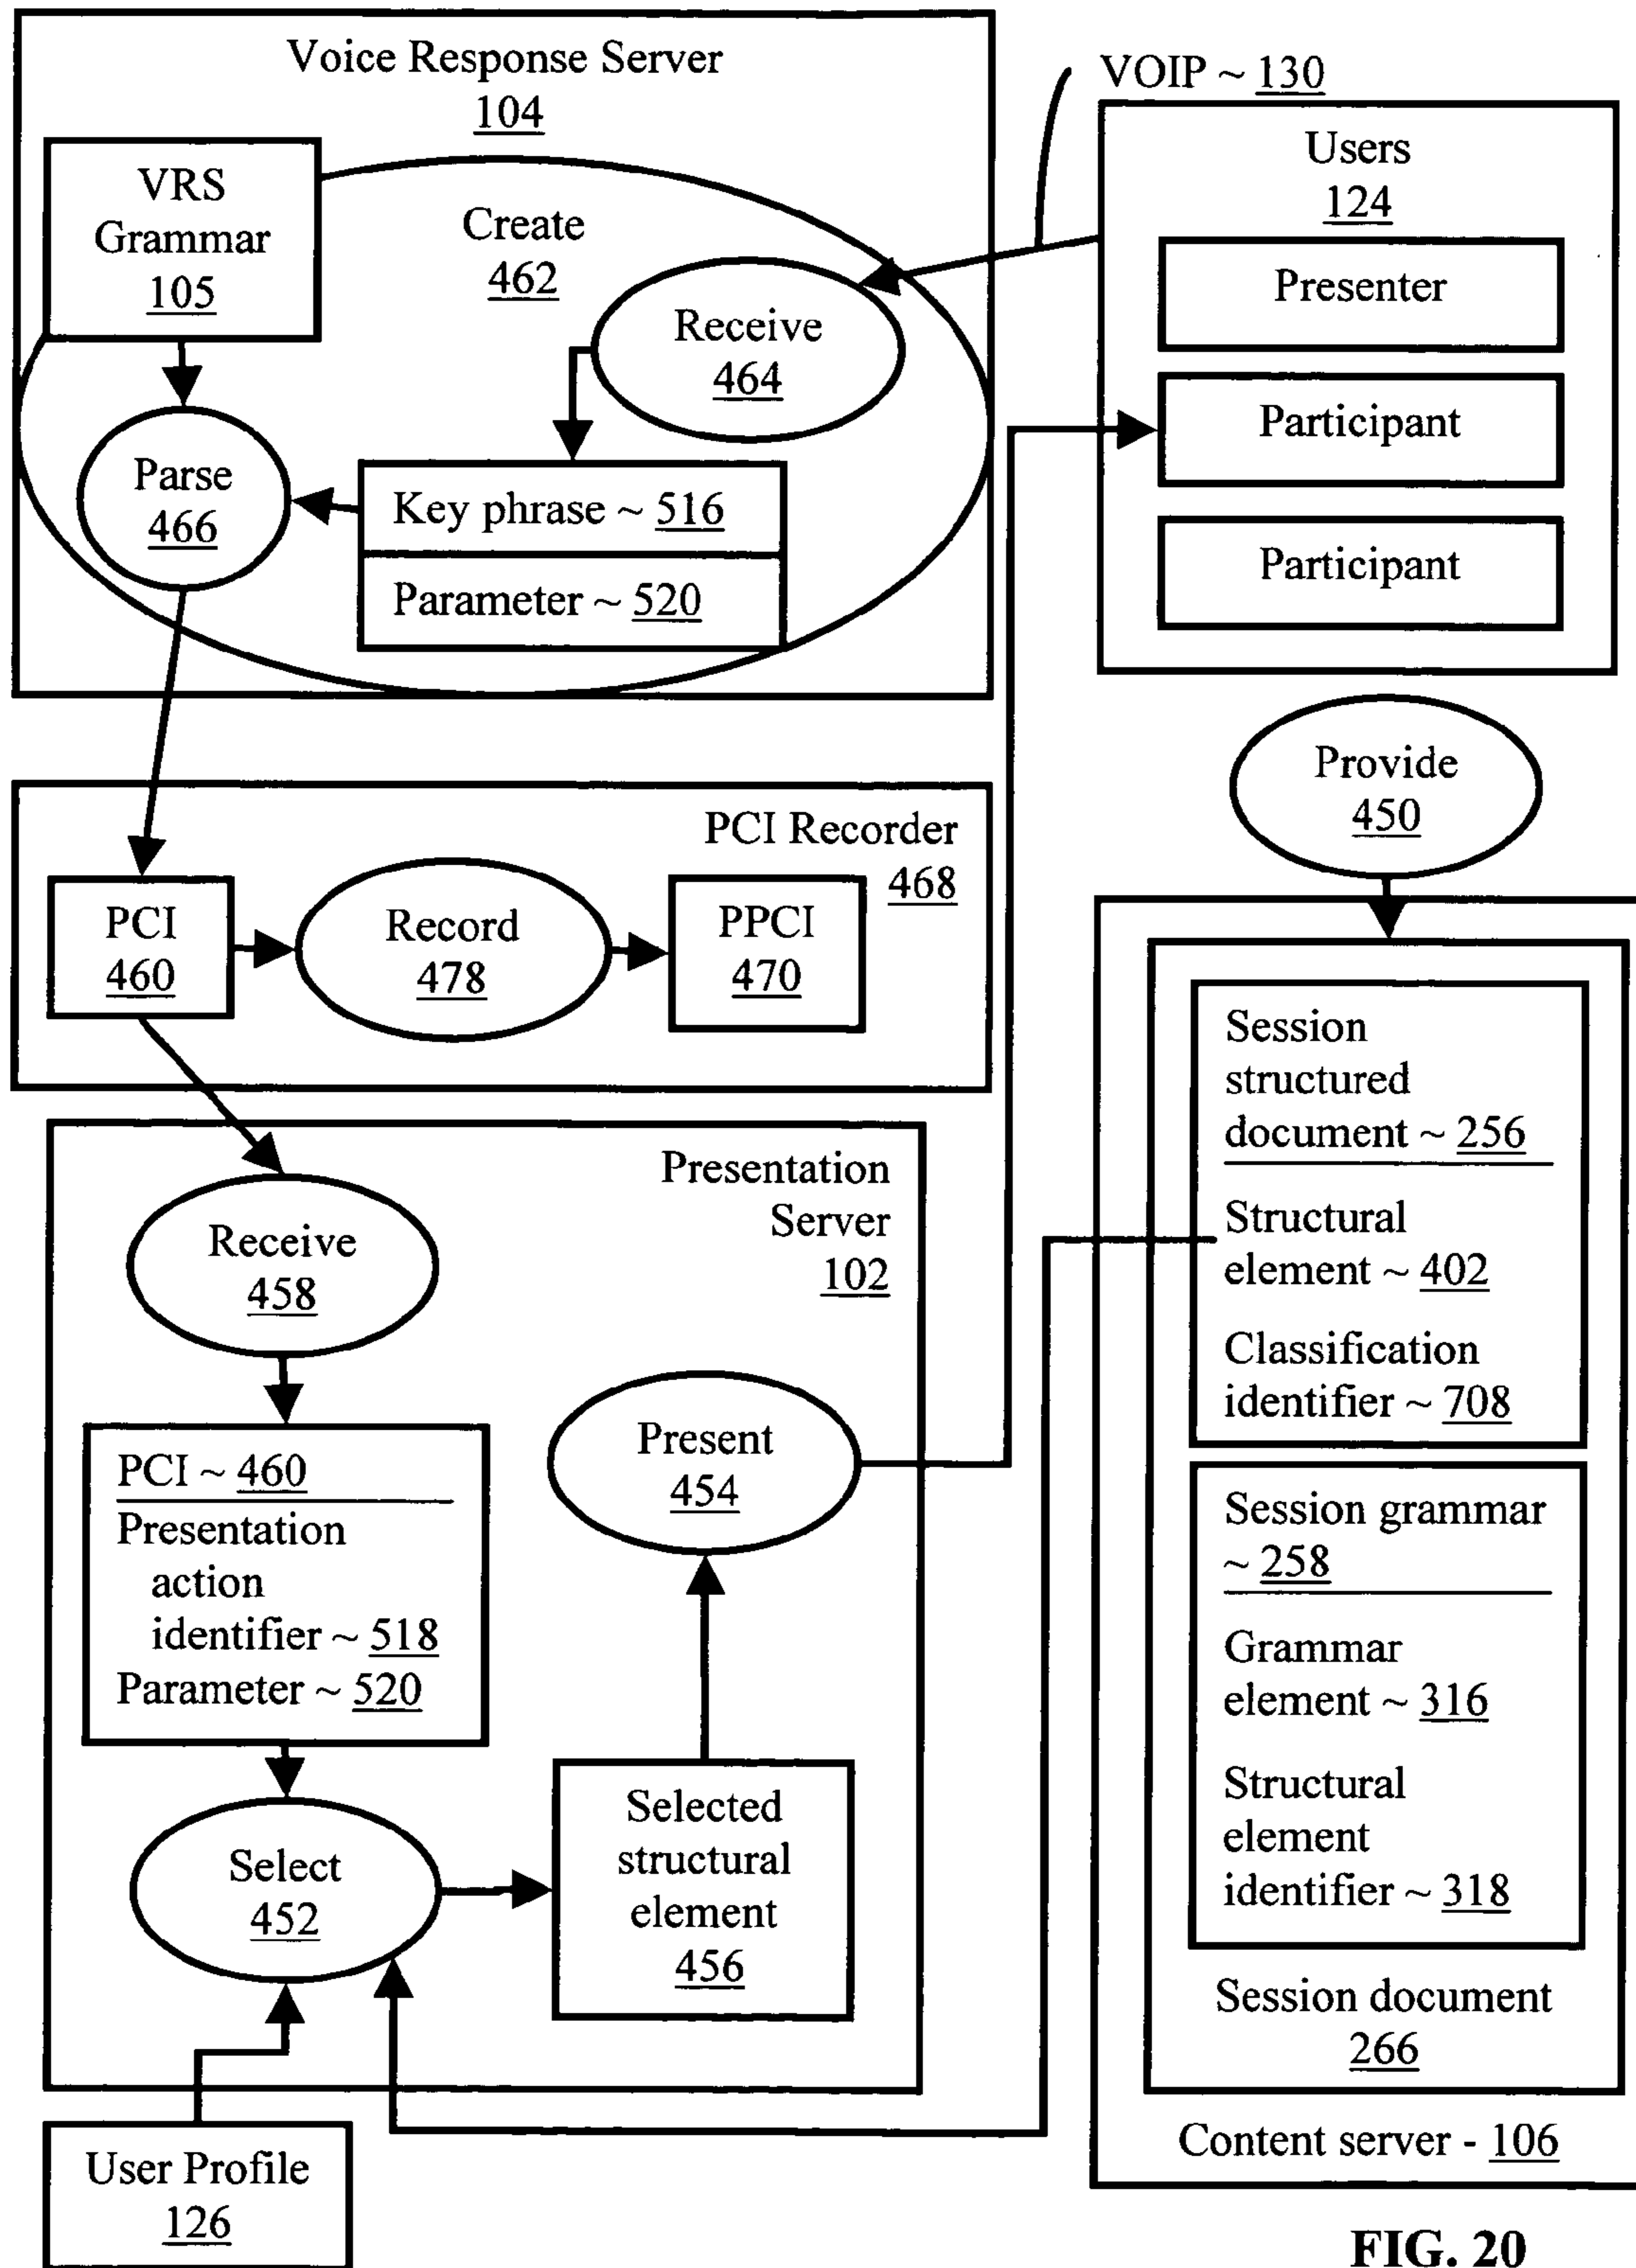 Voice Response Server
104
VRS
Grammar
105
Create
462
Receive
464
Parse
466
Key phrase ~ 516
Parameter ~ 520
VOIP ~ 130
Users
124
Presenter
Participant
Participant
Provide
450
PCI Recorder
468
PCI
460
Record
478
PPCI
470
Presentation
Server
102
Receive
458
PCI ~ 460
Presentation
action
identifier ~ 518
Parameter ~ 520
Select
452
Present
454
Selected
structural
element
456
User Profile
126
Session
structured
document ~ 256
Structural
element ~ 402
Classification
identifier ~ 708
Session grammar
~ 258
Grammar
element ~ 316
Structural
element
identifier ~ 318
Session document
266
Content server - 106
FIG. 20